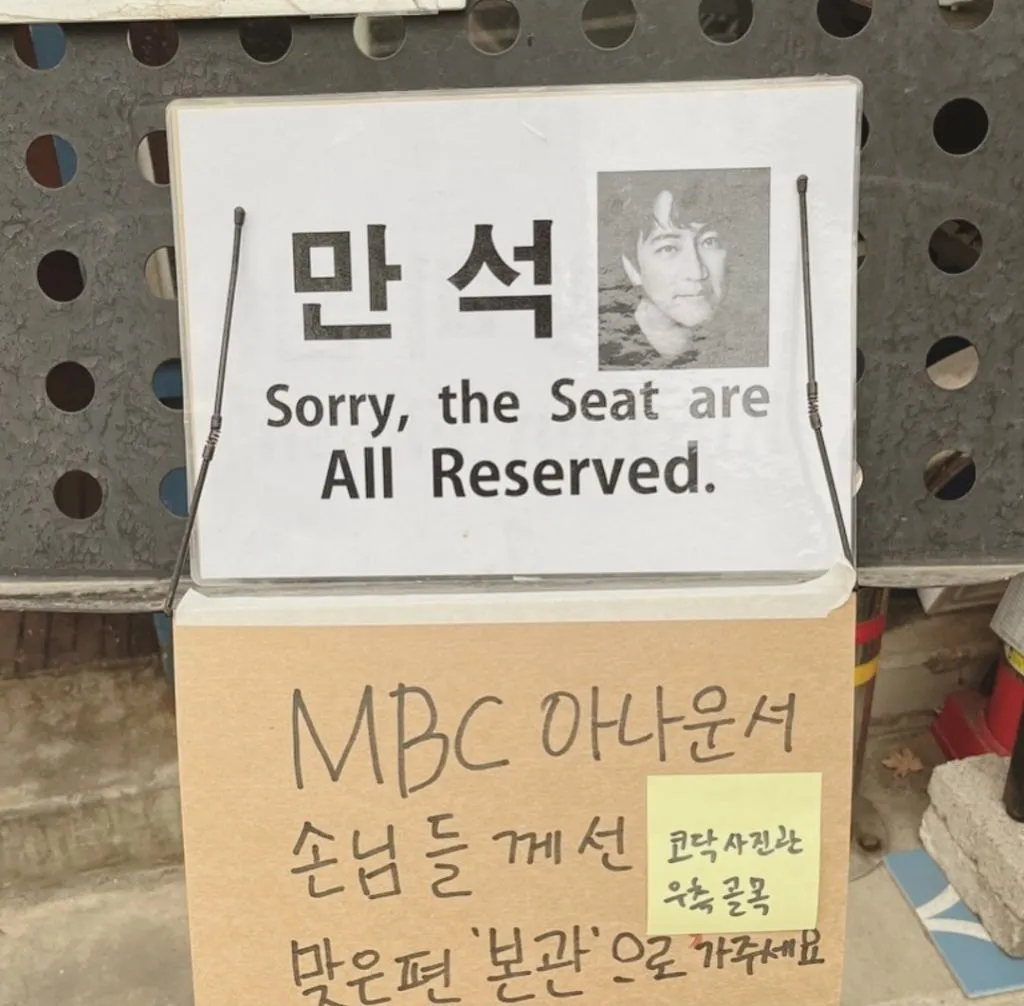 만석
Sorry, the Seat are
All Reserved.
MBC 아나운서
손님들께선
코닥사진관
우측 골목
맞은편 '본관'으로 가주세요